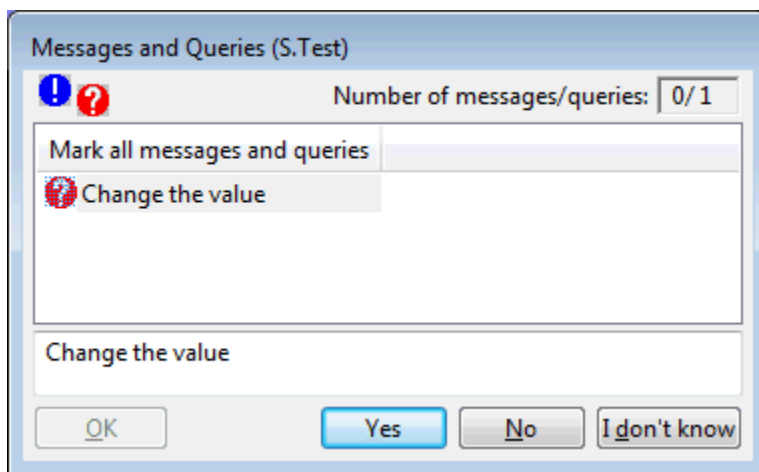 Messages and Queries (S.Test)
Number of messages/queries: 0/ 1
Mark all messages and queries
Change the value
Change the value
OK Yes No I don't know